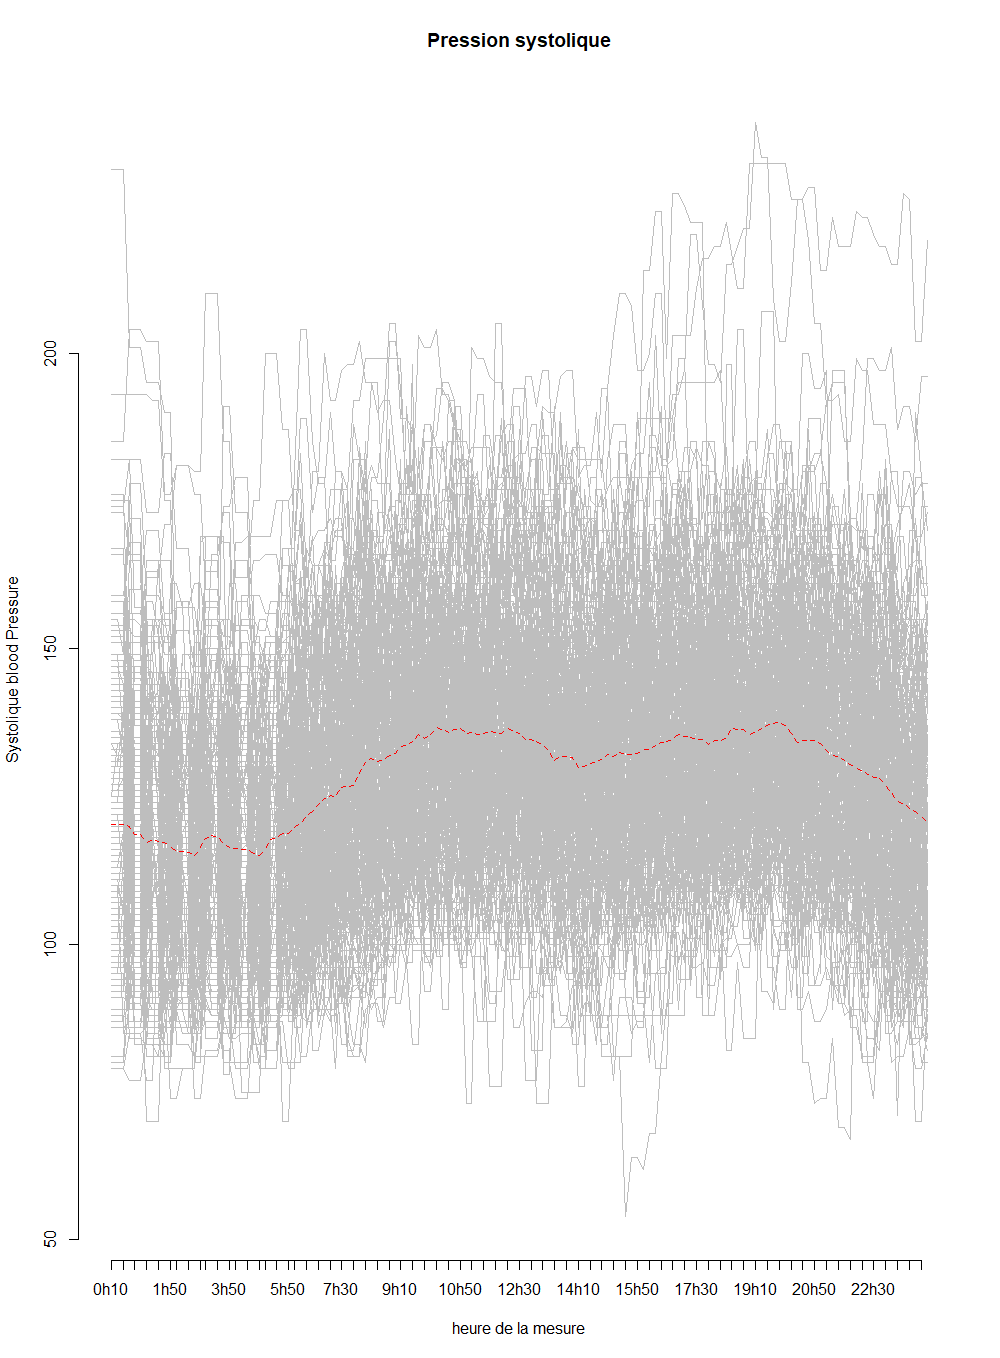 Pression systolique
Systolique blood Pressure
200
150
100
50
0h10 1h50 3h50 5h50 7h30 9h10 10h50 12h30 14h10 15h50 17h30 19h10 20h50 22h30
heure de la mesure